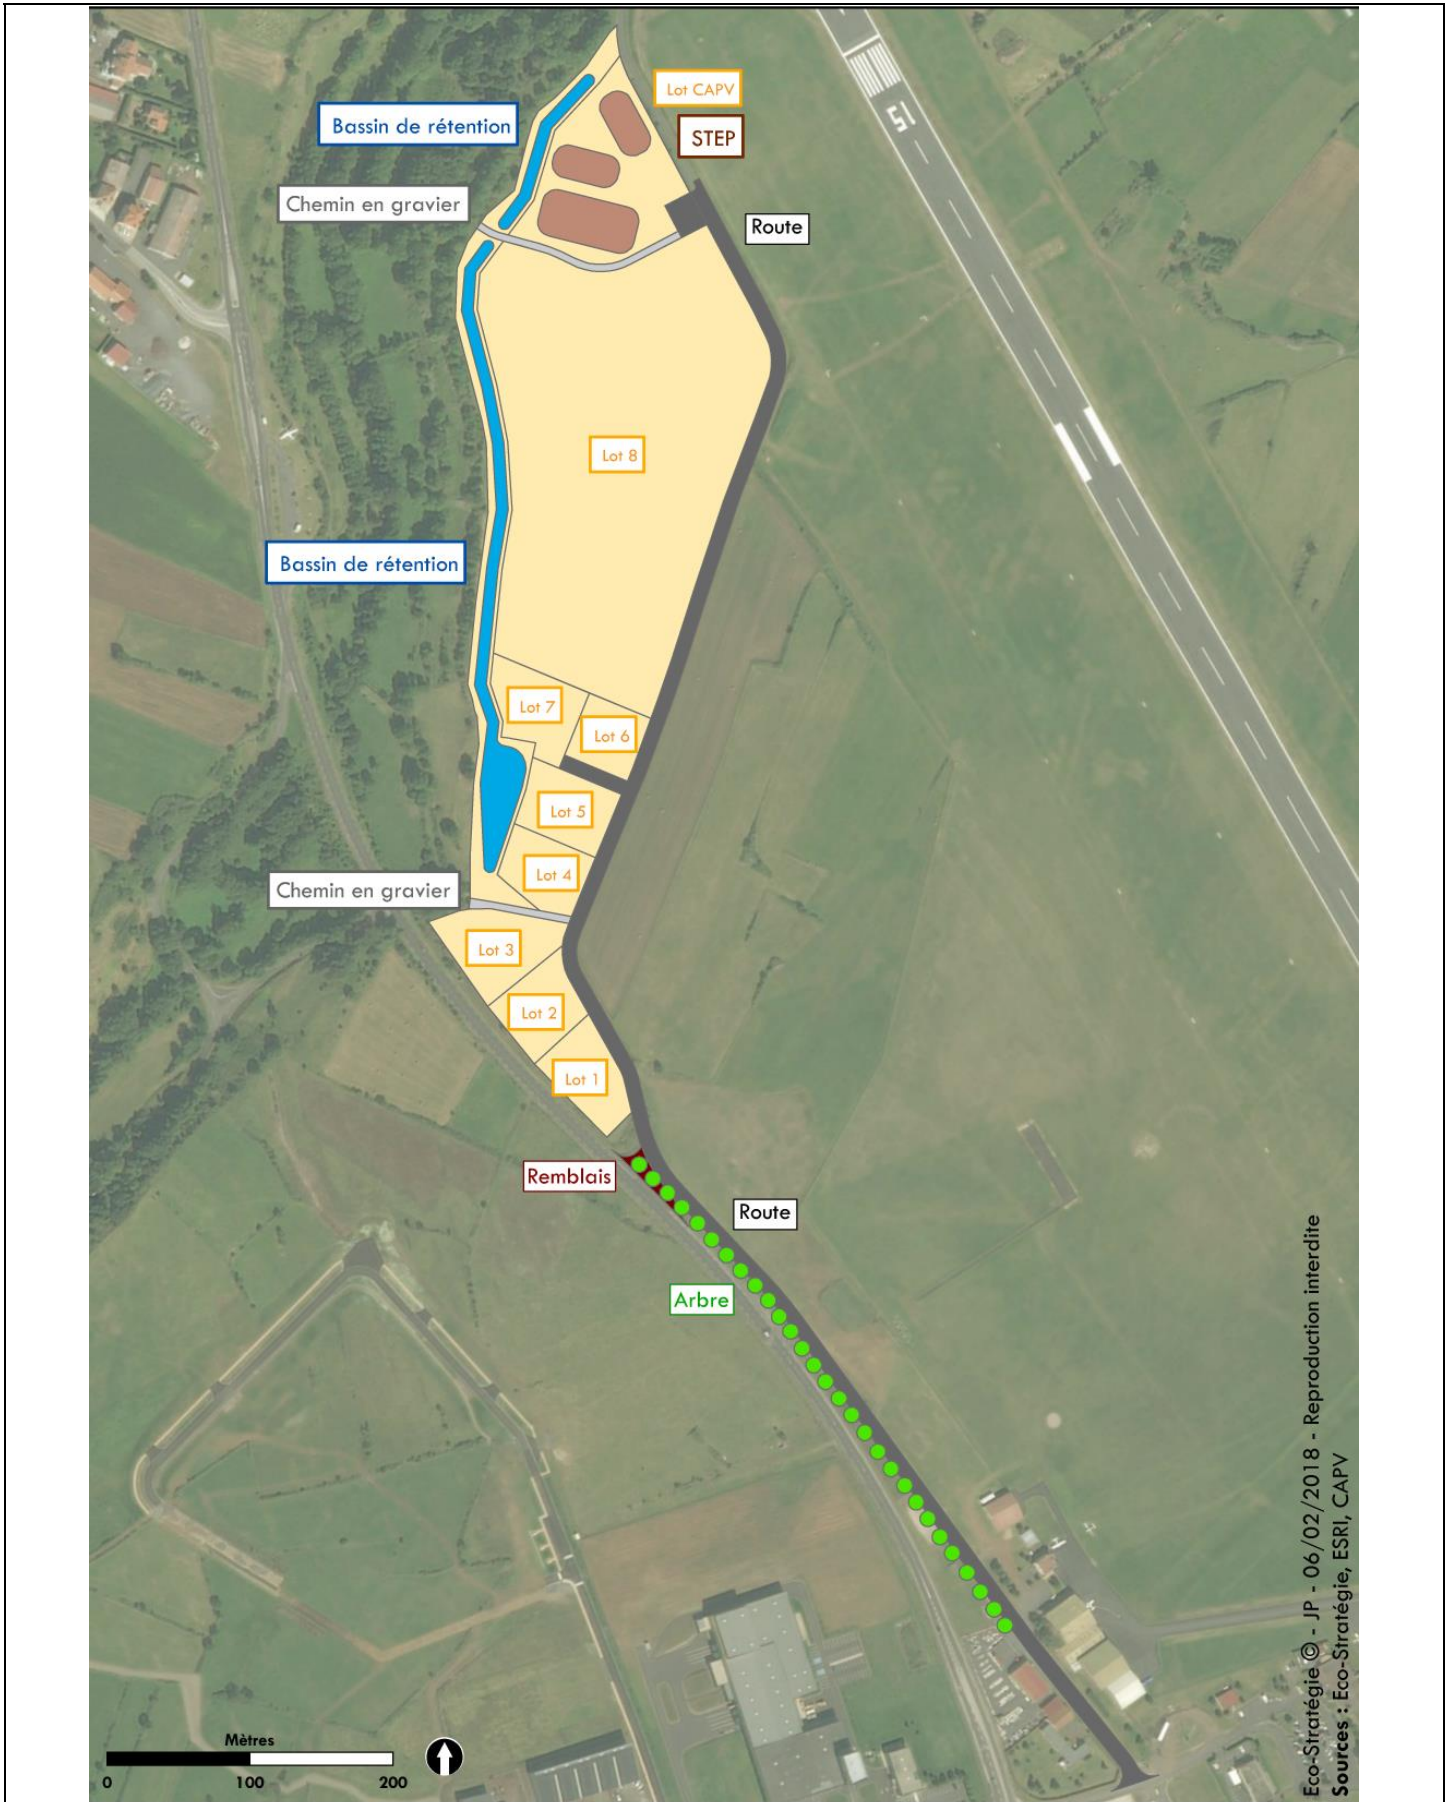 Lot CAPV
Bassin de rétention
STEP
Chemin en gravier
Route
15
Lot 8
Bassin de rétention
Lot 7
Lot 6
Lot 5
Lot 4
Chemin en gravier
Lot 3
Lot 2
Lot 1
Remblais
Route
Arbre
Mètres
0 100 200
Eco-Stratégie © - JP - 06/02/2018 - Reproduction interdite
Sources : Eco-Stratégie, ESRI, CAPV